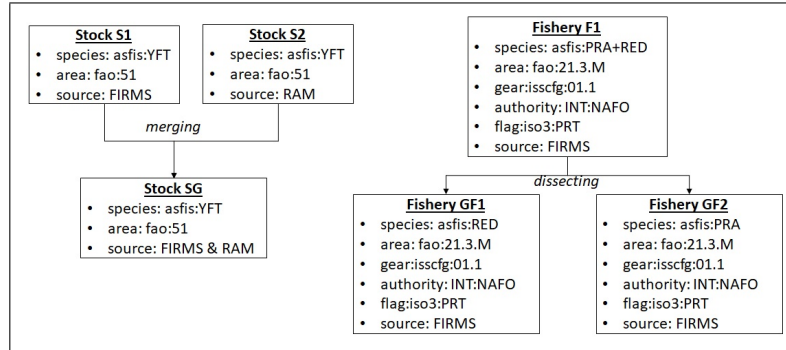 Stock S1
• species: asfis:YFT
• area: fao:51
• source: FIRMS
Stock S2
• species: asfis:YFT
• area: fao:51
• source: RAM
merging
Stock SG
• species: asfis:YFT
• area: fao:51
• source: FIRMS & RAM
Fishery F1
• species: asfis:PRA+RED
• area: fao:21.3.M
• gear:isscfg:01.1
• authority: INT:NAFO
• flag:iso3:PRT
• source: FIRMS
dissecting
Fishery GF1
• species: asfis:RED
• area: fao:21.3.M
• gear:isscfg:01.1
• authority: INT:NAFO
• flag:iso3:PRT
• source: FIRMS
Fishery GF2
• species: asfis:PRA
• area: fao:21.3.M
• gear:isscfg:01.1
• authority: INT:NAFO
• flag:iso3:PRT
• source: FIRMS